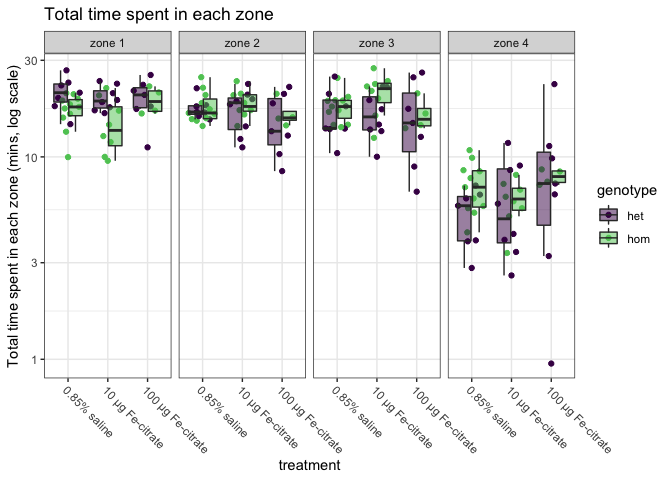 Total time spent in each zone
zone 1
zone 2
zone 3
zone 4
Total time spent in each zone (mins, log scale)
30
10
3
1
0.85% saline
10 µg Fe-citrate
100 µg Fe-citrate
0.85% saline
10 µg Fe-citrate
100 µg Fe-citrate
0.85% saline
10 µg Fe-citrate
100 µg Fe-citrate
0.85% saline
10 µg Fe-citrate
100 µg Fe-citrate
treatment
genotype
het
hom